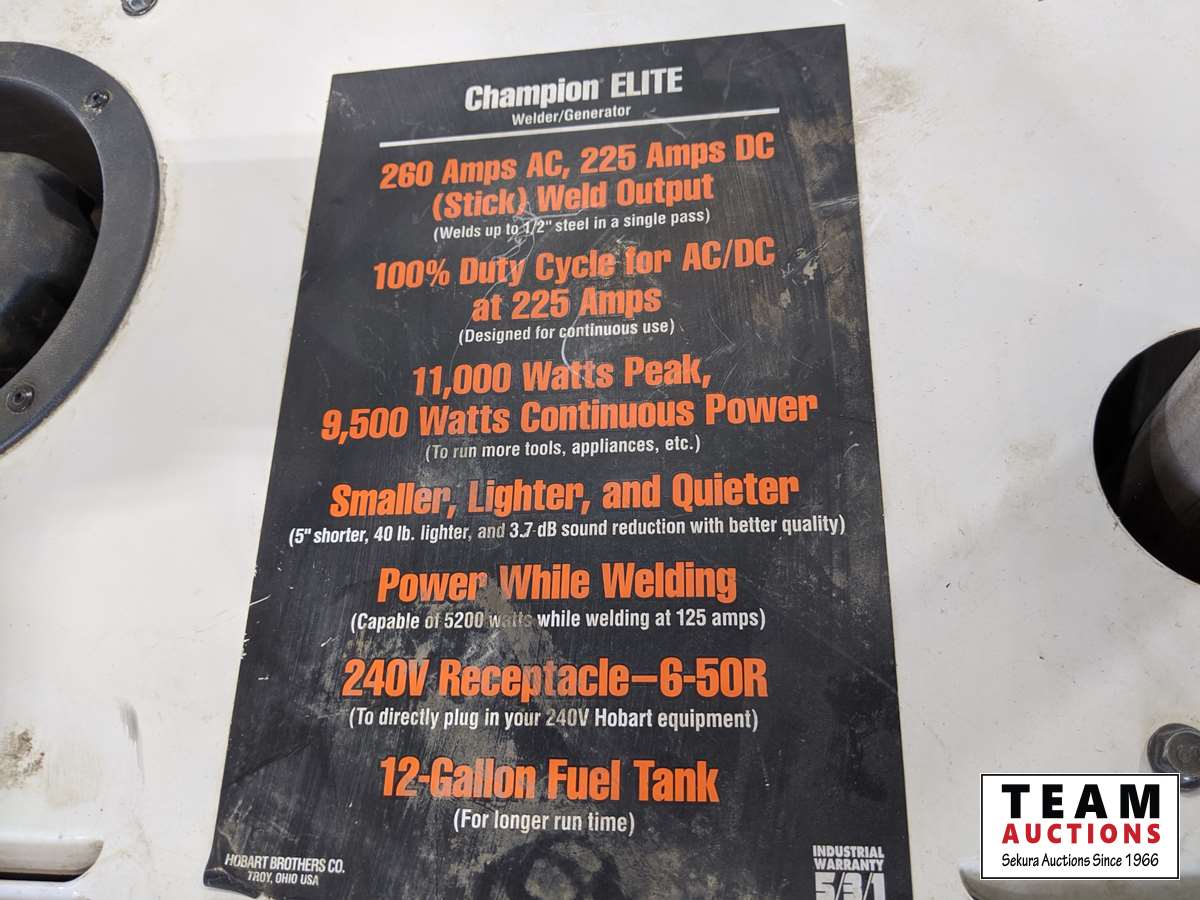 Champion® ELITE
Welder/Generator
260 Amps AC, 225 Amps DC
(Stick) Weld Output
(Welds up to 1/2" steel in a single pass)
100% Duty Cycle for AC/DC
at 225 Amps
(Designed for continuous use)
11,000 Watts Peak,
9,500 Watts Continuous Power
(To run more tools, appliances, etc.)
Smaller, Lighter, and Quieter
(5" shorter, 40 lb. lighter, and 3.7 dB sound reduction with better quality)
Power While Welding
(Capable of 5200 watts while welding at 125 amps)
240V Receptacle–6-50R
(To directly plug in your 240V Hobart equipment)
12-Gallon Fuel Tank
(For longer run time)
HOBART BROTHERS CO.
TROY, OHIO USA
INDUSTRIAL
WARRANTY
5/3/1
TEAM
AUCTIONS
Sekura Auctions Since 1966